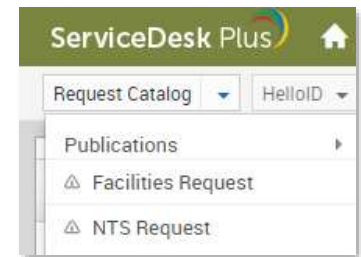 ServiceDesk Plus
Request Catalog HelloID
Publications
Facilities Request
NTS Request